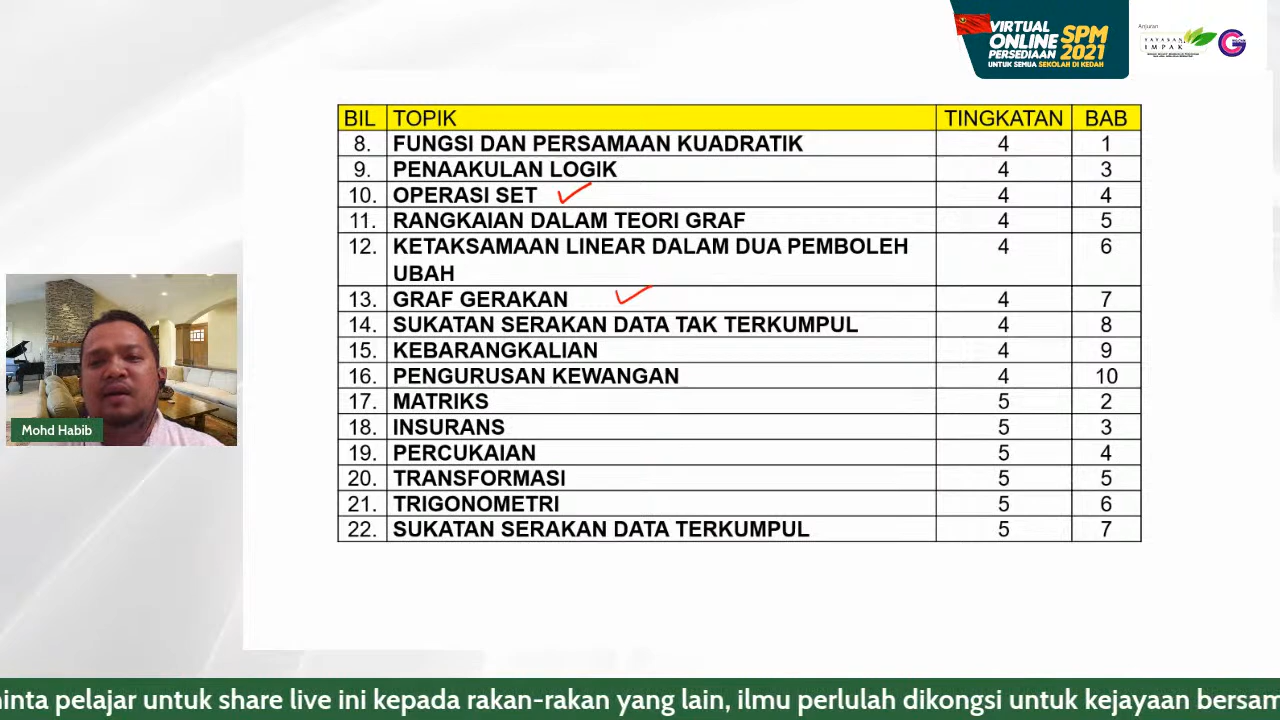 VIRTUAL
ONLINE
PERSEDIAAN
SPM
2021
UNTUK SEMUA SEKOLAH DI KEDAH
Anjuran
YAYASAN
IMPAK
G
BIL TOPIK TINGKATAN BAB
8. FUNGSI DAN PERSAMAAN KUADRATIK 4 1
9. PENAAKULAN LOGIK 4 3
10. OPERASI SET 4 4
11. RANGKAIAN DALAM TEORI GRAF 4 5
12. KETAKSAMAAN LINEAR DALAM DUA PEMBOLEH 4 6
UBAH
13. GRAF GERAKAN 4 7
14. SUKATAN SERAKAN DATA TAK TERKUMPUL 4 8
15. KEBARANGKALIAN 4 9
16. PENGURUSAN KEWANGAN 4 10
17. MATRIKS 5 2
18. INSURANS 5 3
19. PERCUKAIAN 5 4
20. TRANSFORMASI 5 5
21. TRIGONOMETRI 5 6
22. SUKATAN SERAKAN DATA TERKUMPUL 5 7
Mohd Habib
inta pelajar untuk share live ini kepada rakan-rakan yang lain, ilmu perlulah dikongsi untuk kejayaan bersam